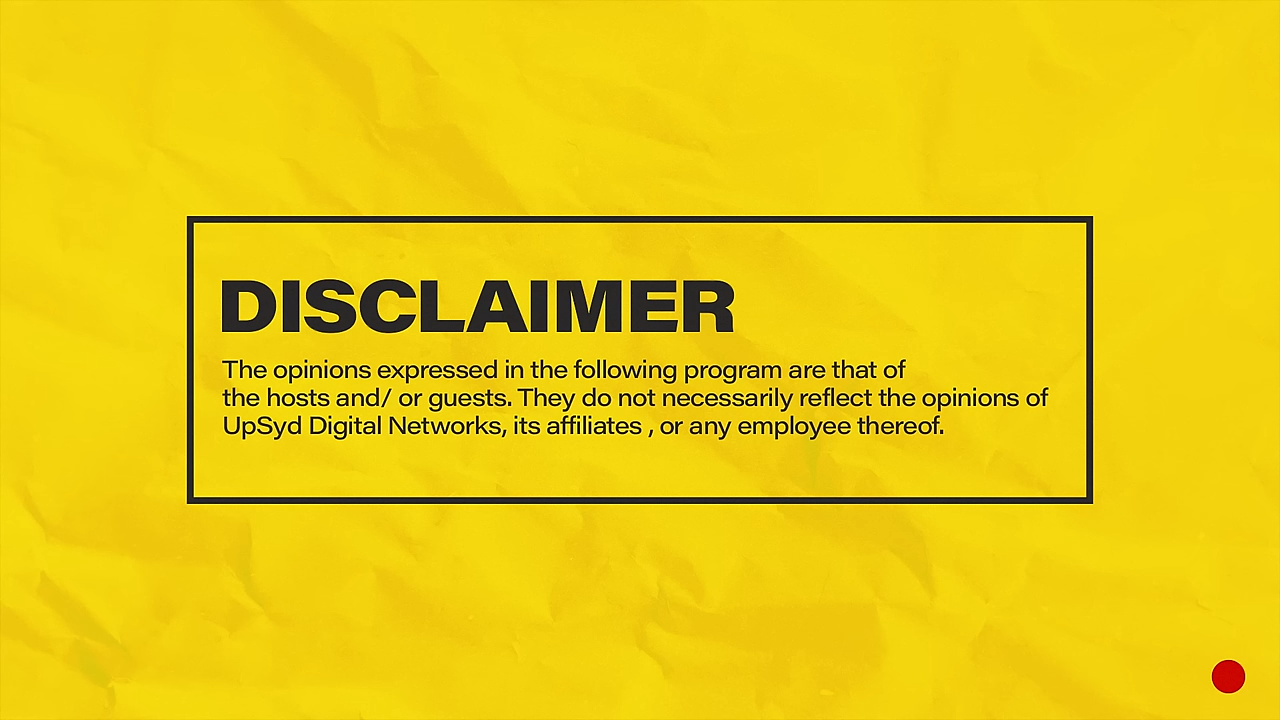 DISCLAIMER
The opinions expressed in the following program are that of
the hosts and/ or guests. They do not necessarily reflect the opinions of
UpSyd Digital Networks, its affiliates , or any employee thereof.